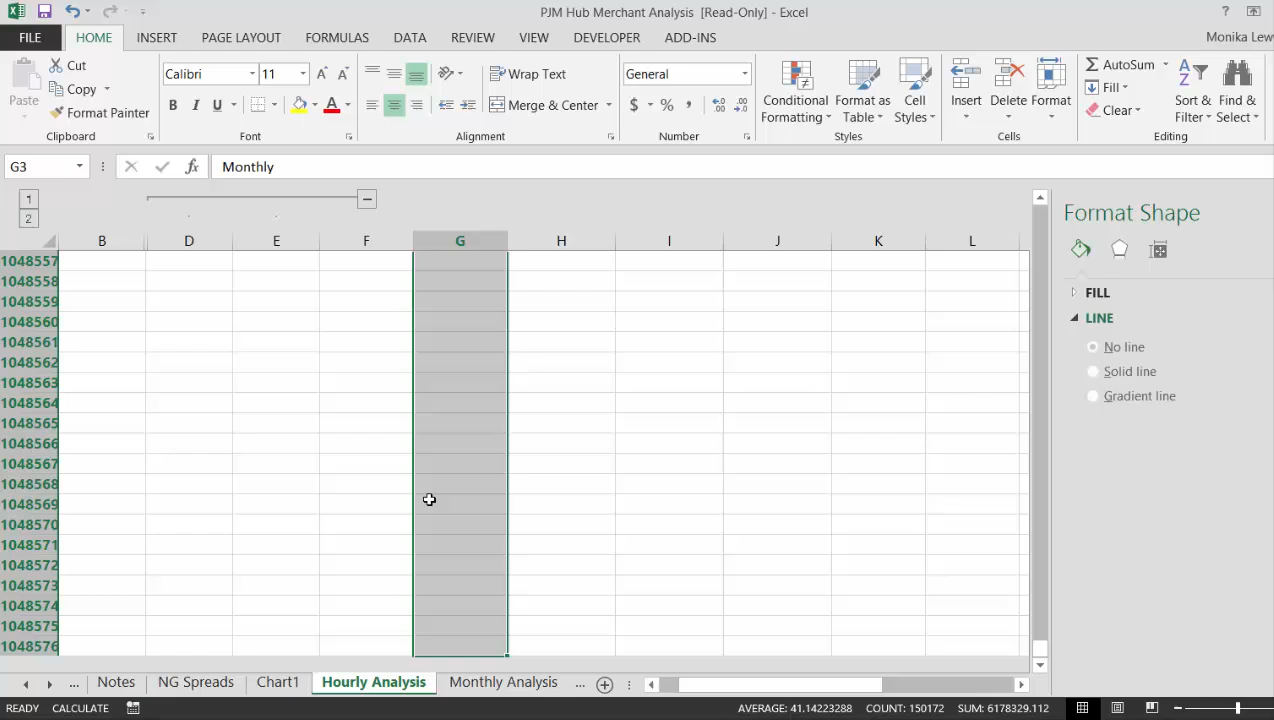 PJM Hub Merchant Analysis [Read-Only] - Excel
?
FILE HOME INSERT PAGE LAYOUT FORMULAS DATA REVIEW VIEW DEVELOPER ADD-INS Monika Lew
Paste
Cut
Copy
Format Painter
Clipboard
Calibri 11
B I U A
Font
Wrap Text
Merge & Center
Alignment
General
$ % ,
Number
Conditional Formatting
Format as Table
Cell Styles
Styles
Insert Delete Format
Cells
AutoSum
Fill
Clear
Sort & Filter
Find & Select
Editing
G3 fx Monthly
1
2
B D E F G H I J K L
1048557
1048558
1048559
1048560
1048561
1048562
1048563
1048564
1048565
1048566
1048567
1048568
1048569
1048570
1048571
1048572
1048573
1048574
1048575
1048576
Format Shape
FILL
LINE
No line
Solid line
Gradient line
... Notes NG Spreads Chart1 Hourly Analysis Monthly Analysis ...
READY CALCULATE AVERAGE: 41.14223288 COUNT: 150172 SUM: 6178329.112